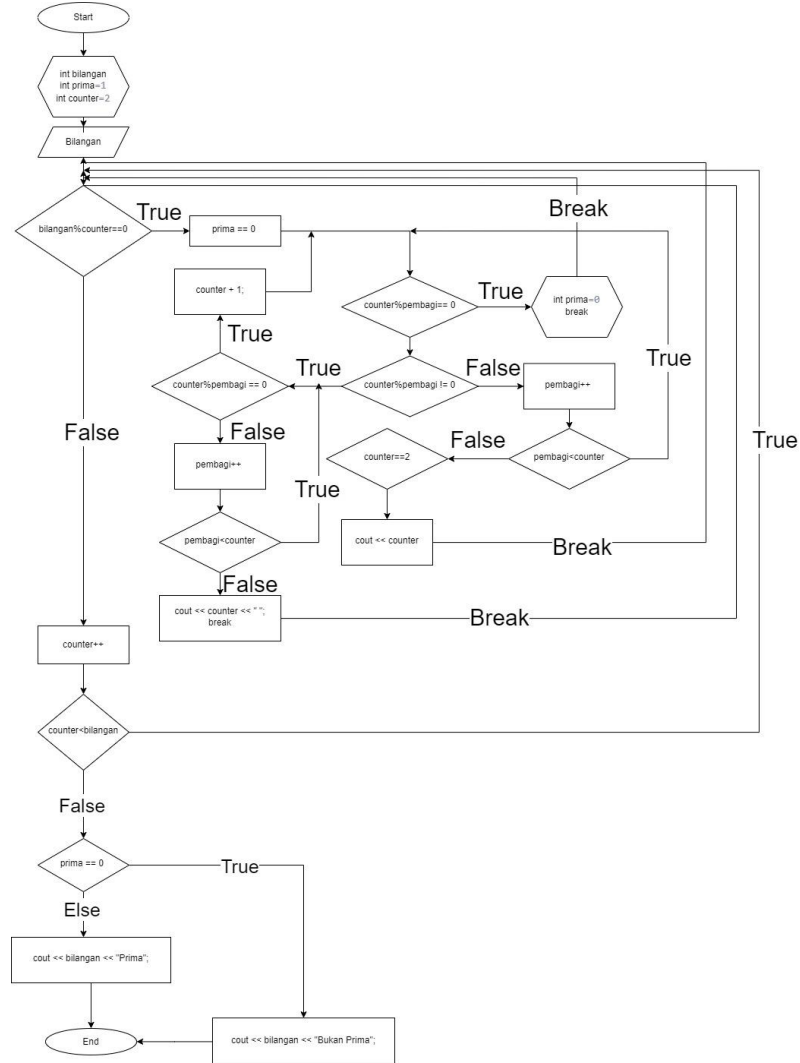 Start
int bilangan
int prima=1
int counter=2
Bilangan
bilangan%counter==0
True
prima == 0
Break
counter + 1;
counter%pembagi== 0
True
int prima=0
break
True
True
counter%pembagi == 0
True
counter%pembagi != 0
False
pembagi++
False
False
pembagi++
counter==2
False
pembagi<counter
True
True
pembagi<counter
cout << counter
Break
False
cout << counter << " ";
break
Break
counter++
counter<bilangan
False
prima == 0
True
Else
cout << bilangan << "Prima";
End
cout << bilangan << "Bukan Prima";